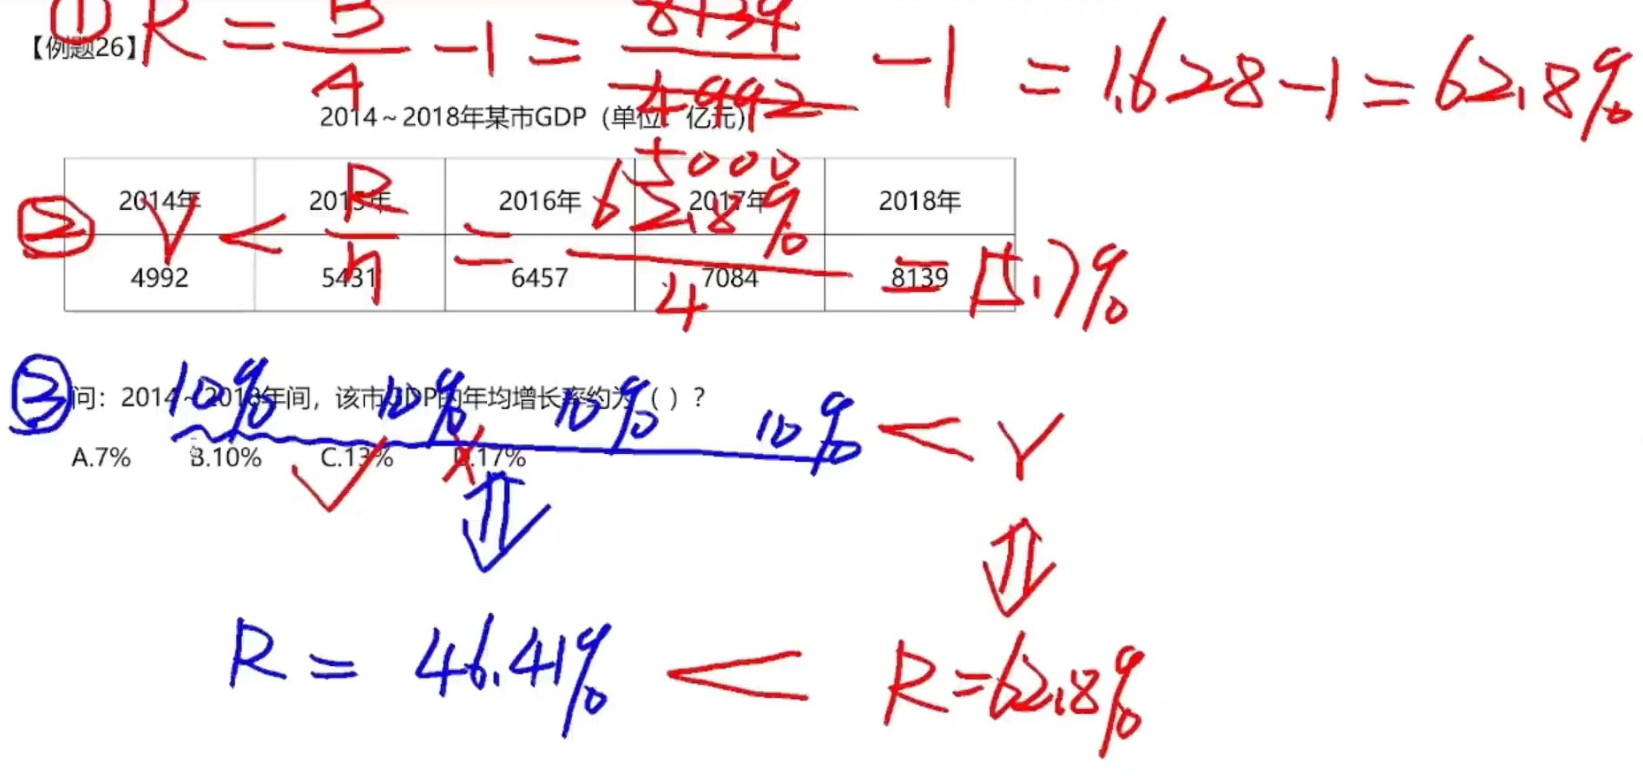 ① R = B/A - 1 = 8139/4992 - 1 = 1.628 - 1 = 62.8%
【例题26】
2014～2018年某市GDP（单位：亿元）
5000
2014年 2015年 2016年 2017年 2018年
② r < R/n = 62.8%/4 = 15.7%
4992 5431 6457 7084 8139
③ 10% 10% 10% 10% < r
问：2014～2018年间，该市GDP的年均增长率约为（ ）？
A.7% B.10% C.13% D.17%
R = 46.41% < R=62.8%